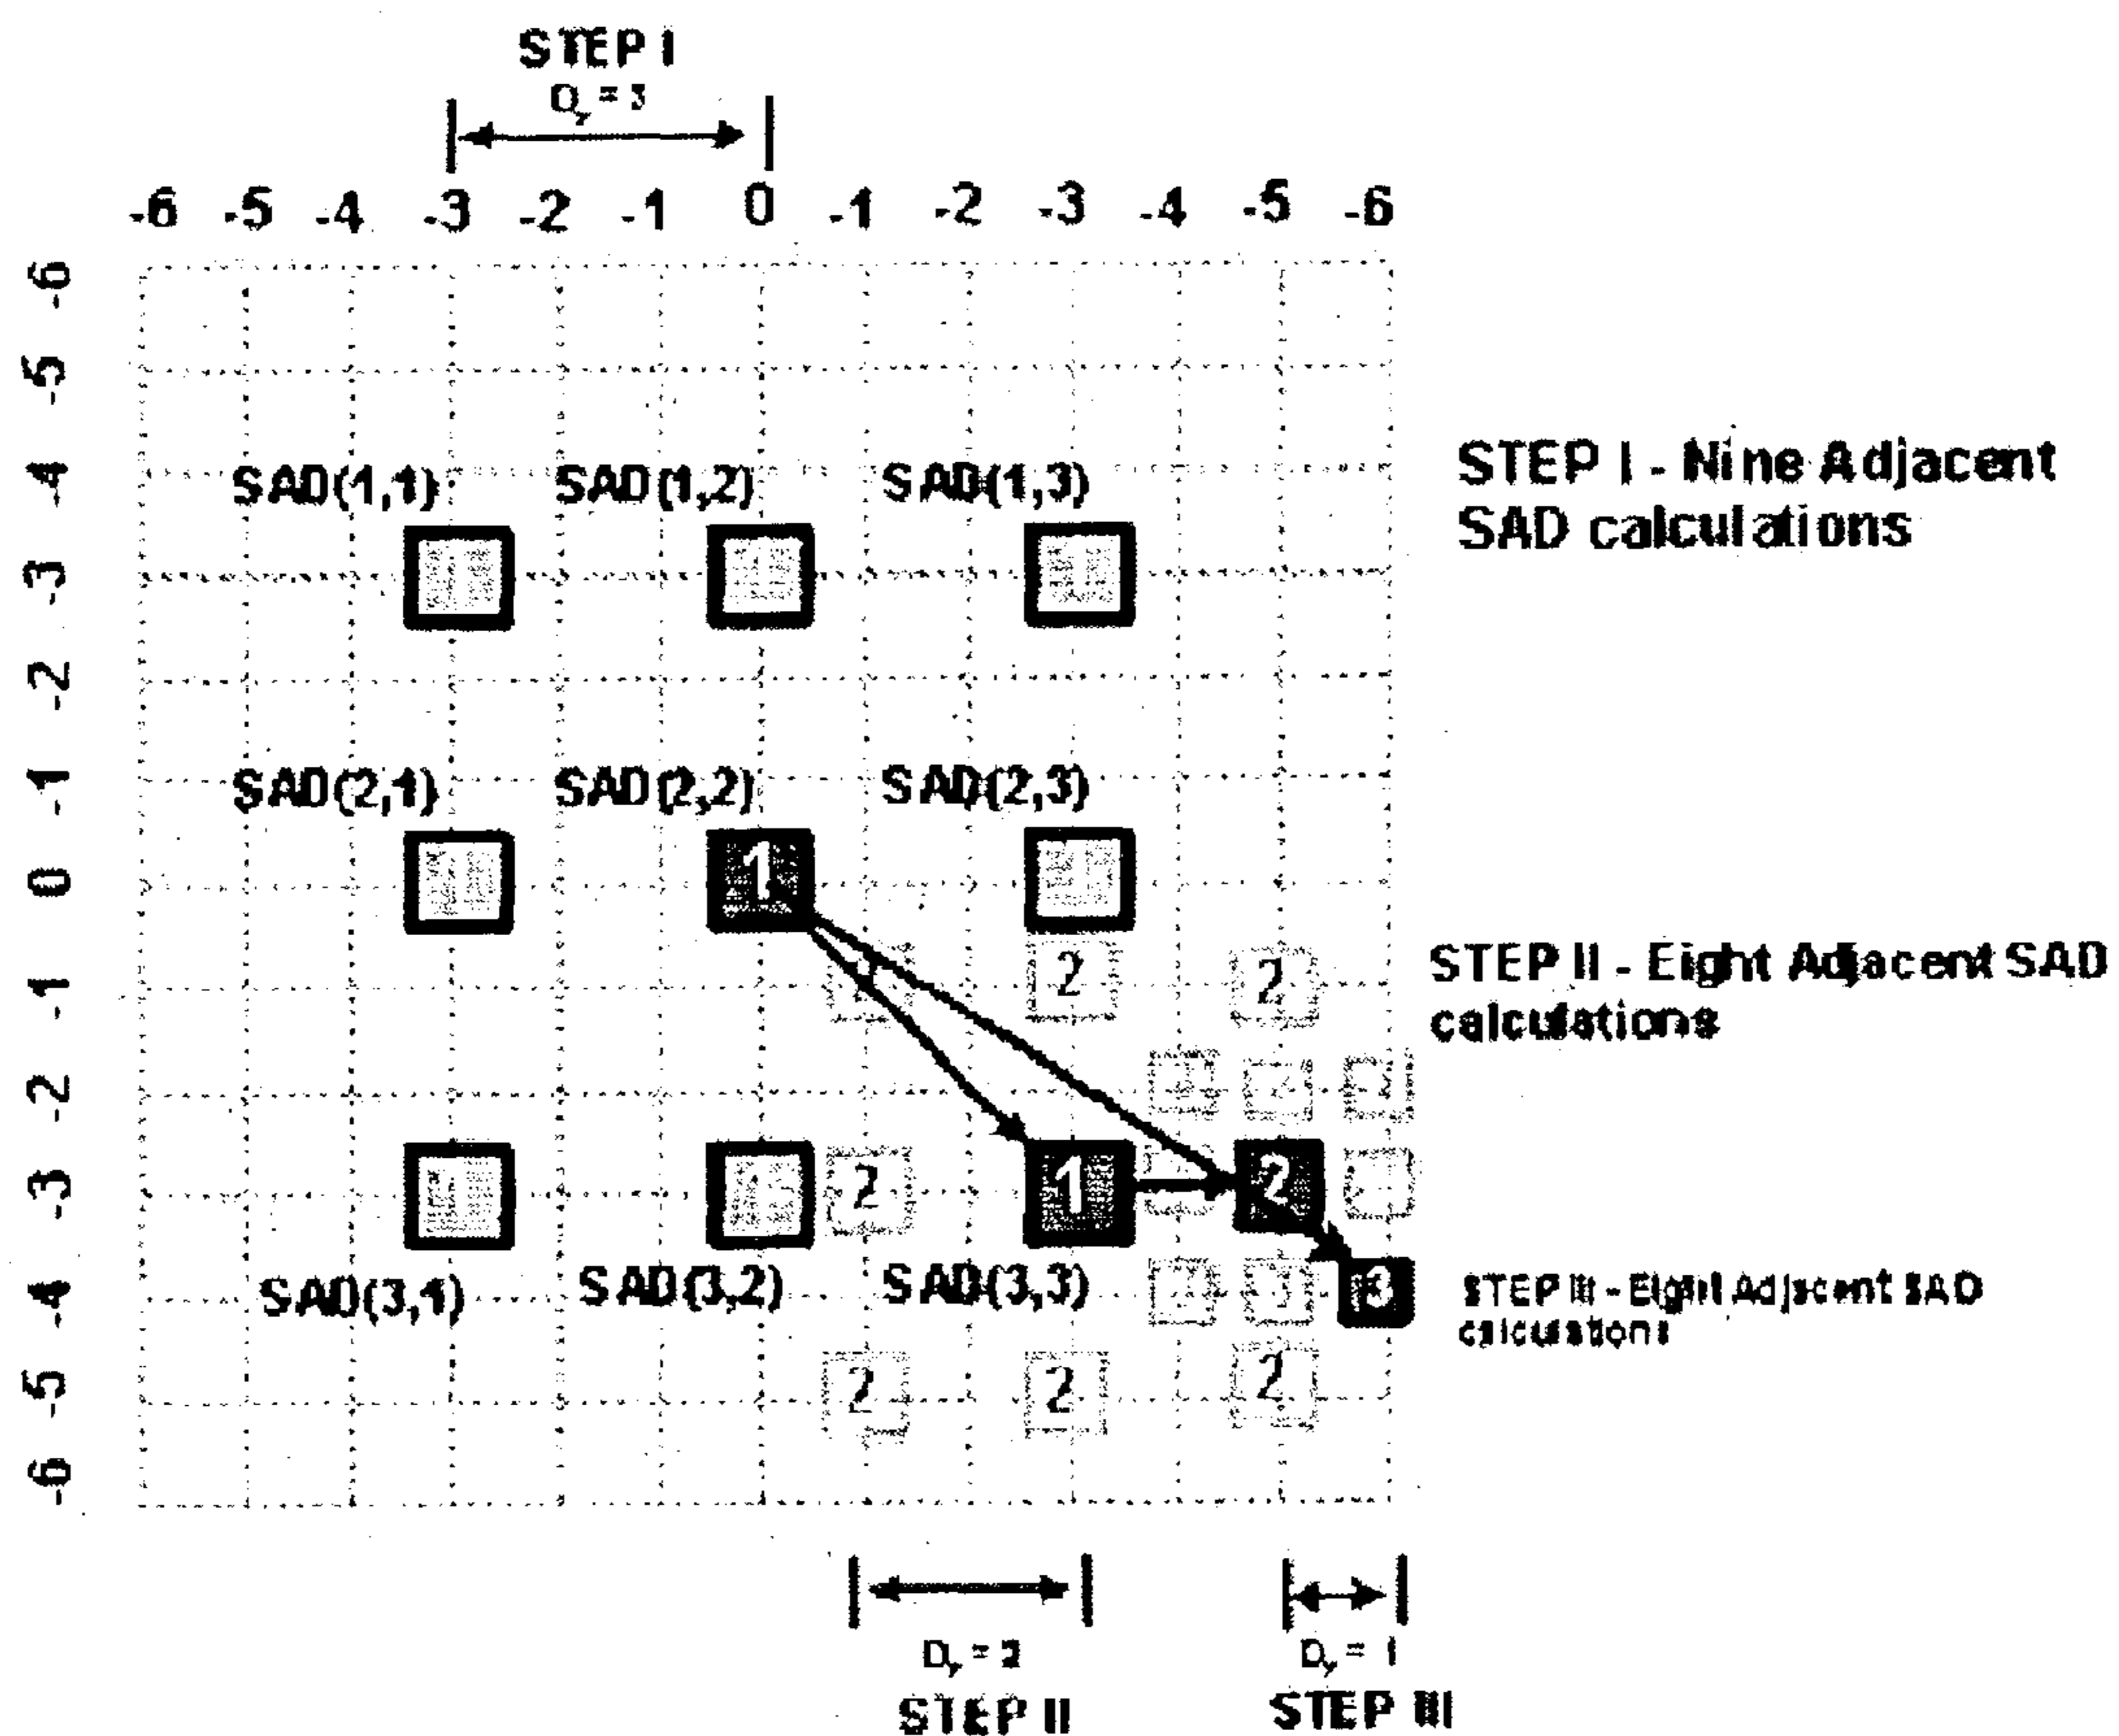 STEP I
-6 -5 -4 -3 -2 -1 0 -1 -2 -3 -4 -5 -6
-6
-5
-4
SAD(1,1) SAD(1,2) SAD(1,3)
STEP I - Nine Adjacent
SAD calculations
-3
-2
-1
SAD(2,1) SAD(2,2) SAD(2,3)
0
1
-1
2 2
STEP II - Eight Adjacent SAD
calculations
-2
-3
2 1 2
-4
SAD(3,1) SAD(3,2) SAD(3,3)
3
STEP III - Eight Adjacent SAD
calculations
-5
2 2 2
-6
= 1
STEP II STEP III